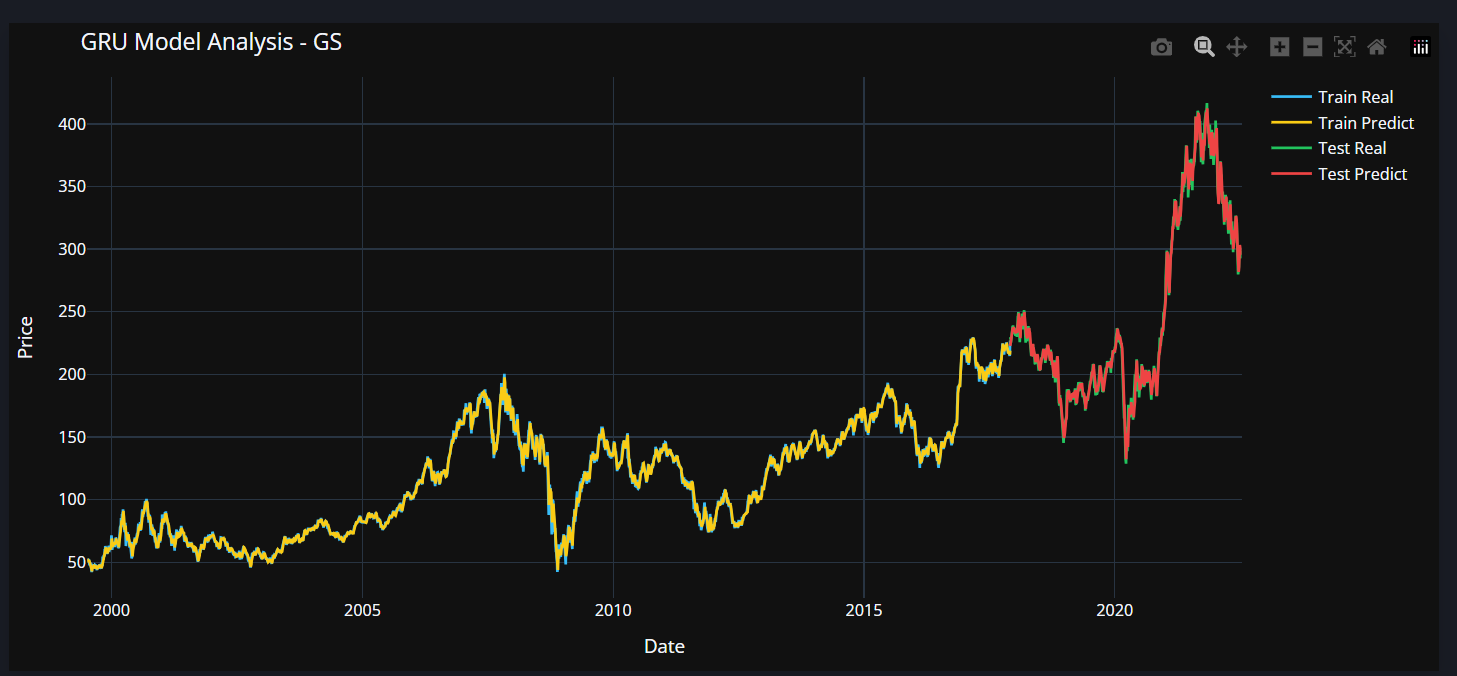 GRU Model Analysis - GS
Train Real
Train Predict
Test Real
Test Predict
Price
400
350
300
250
200
150
100
50
2000
2005
2010
2015
2020
Date